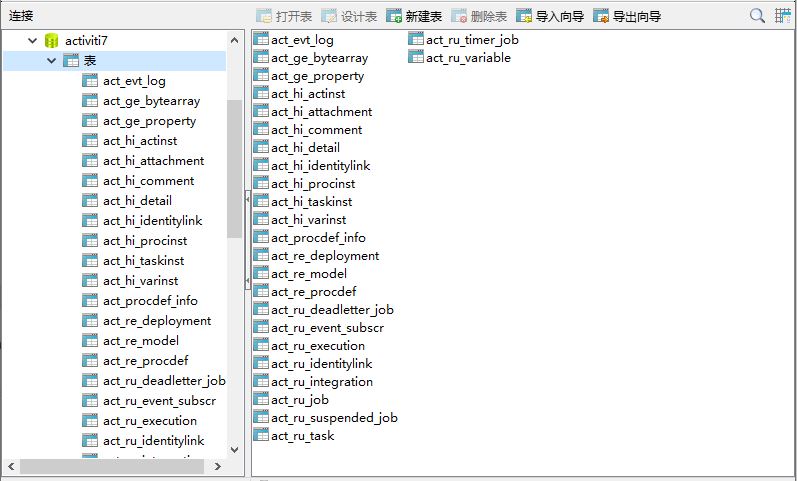 连接
打开表 设计表 新建表 删除表 导入向导 导出向导
activiti7
表
act_evt_log
act_ge_bytearray
act_ge_property
act_hi_actinst
act_hi_attachment
act_hi_comment
act_hi_detail
act_hi_identitylink
act_hi_procinst
act_hi_taskinst
act_hi_varinst
act_procdef_info
act_re_deployment
act_re_model
act_re_procdef
act_ru_deadletter_job
act_ru_event_subscr
act_ru_execution
act_ru_identitylink
act_evt_log
act_ge_bytearray
act_ge_property
act_hi_actinst
act_hi_attachment
act_hi_comment
act_hi_detail
act_hi_identitylink
act_hi_procinst
act_hi_taskinst
act_hi_varinst
act_procdef_info
act_re_deployment
act_re_model
act_re_procdef
act_ru_deadletter_job
act_ru_event_subscr
act_ru_execution
act_ru_identitylink
act_ru_integration
act_ru_job
act_ru_suspended_job
act_ru_task
act_ru_timer_job
act_ru_variable